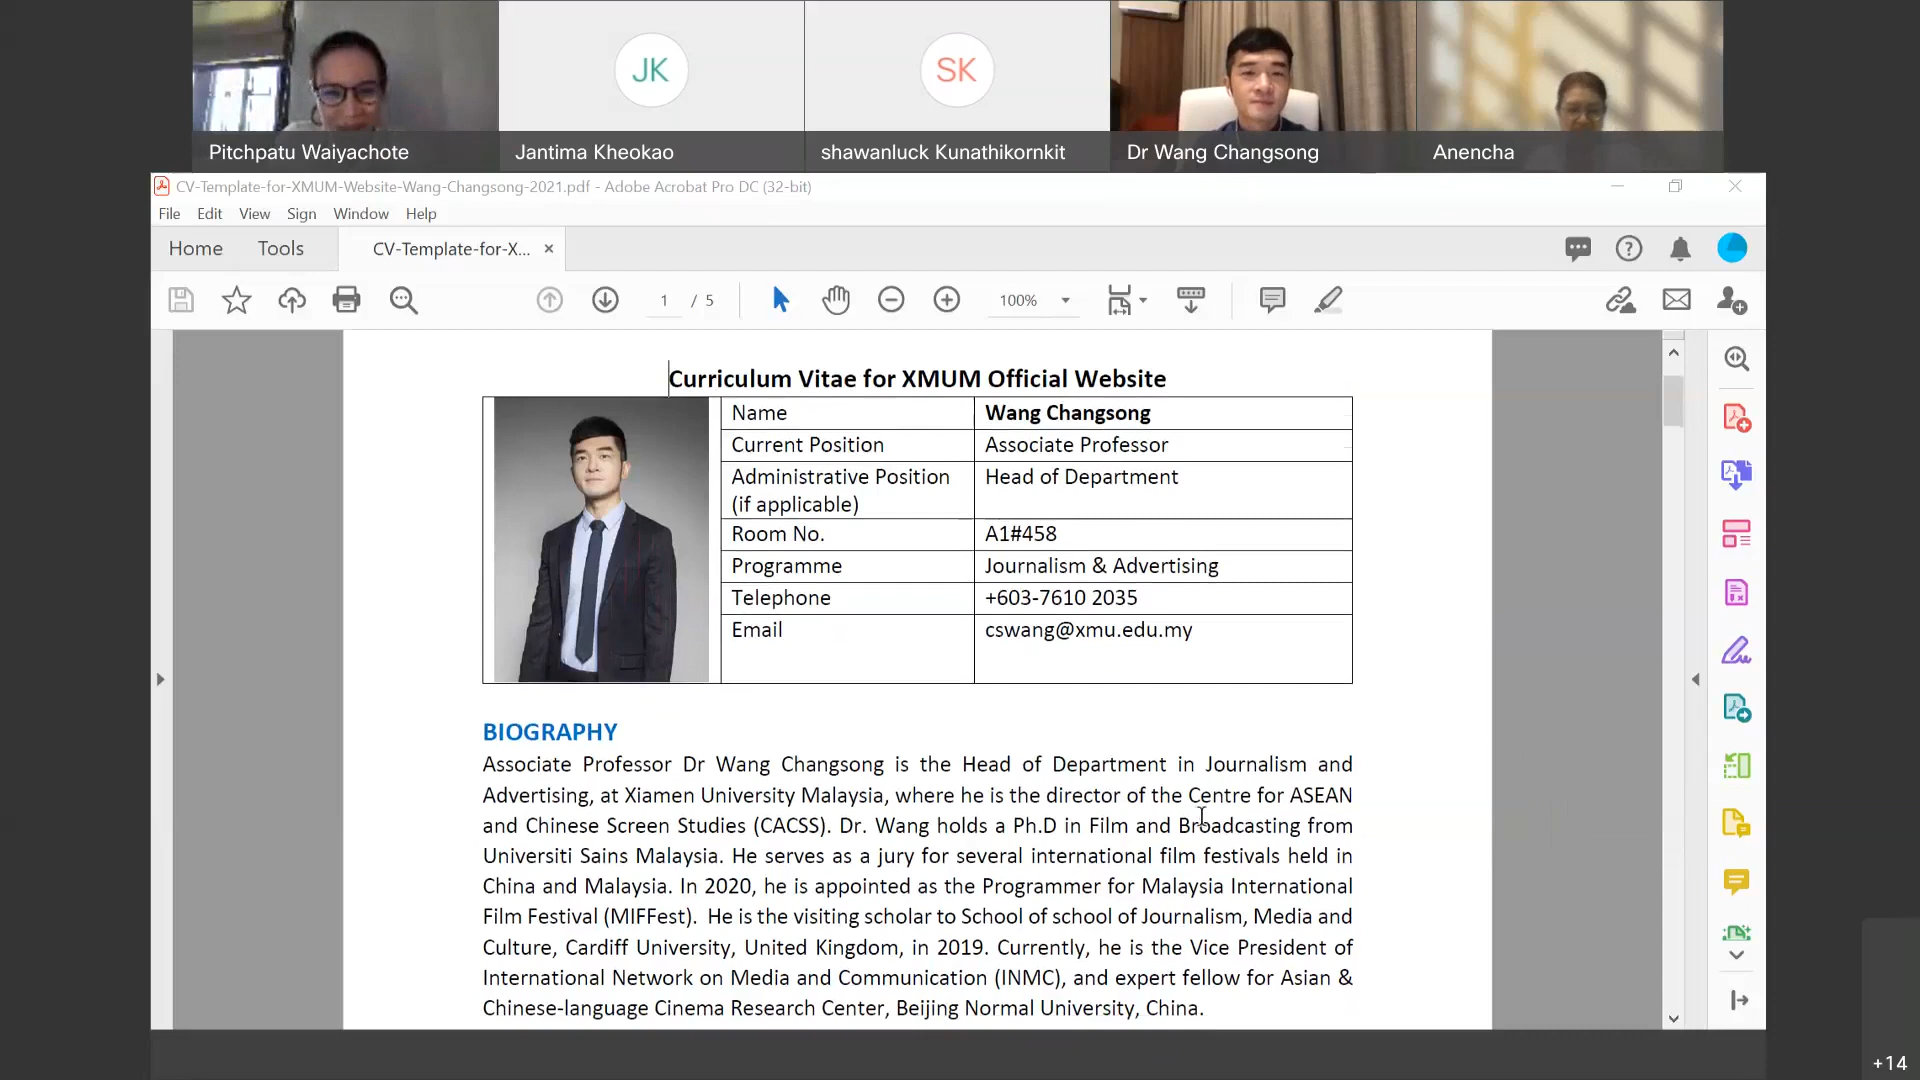 JK
SK
Pitchpatu Waiyachote
Jantima Kheokao
shawanluck Kunathikornkit
Dr Wang Changsong
Anencha
CV-Template-for-XMUM-Website-Wang-Changsong-2021.pdf - Adobe Acrobat Pro DC (32-bit)
File Edit View Sign Window Help
Home Tools CV-Template-for-X... ×
1 / 5 100%
Curriculum Vitae for XMUM Official Website
Name Wang Changsong
Current Position Associate Professor
Administrative Position Head of Department
(if applicable)
Room No. A1#458
Programme Journalism & Advertising
Telephone +603-7610 2035
Email cswang@xmu.edu.my
BIOGRAPHY
Associate Professor Dr Wang Changsong is the Head of Department in Journalism and
Advertising, at Xiamen University Malaysia, where he is the director of the Centre for ASEAN
and Chinese Screen Studies (CACSS). Dr. Wang holds a Ph.D in Film and Broadcasting from
Universiti Sains Malaysia. He serves as a jury for several international film festivals held in
China and Malaysia. In 2020, he is appointed as the Programmer for Malaysia International
Film Festival (MIFFest). He is the visiting scholar to School of school of Journalism, Media and
Culture, Cardiff University, United Kingdom, in 2019. Currently, he is the Vice President of
International Network on Media and Communication (INMC), and expert fellow for Asian &
Chinese-language Cinema Research Center, Beijing Normal University, China.
+14